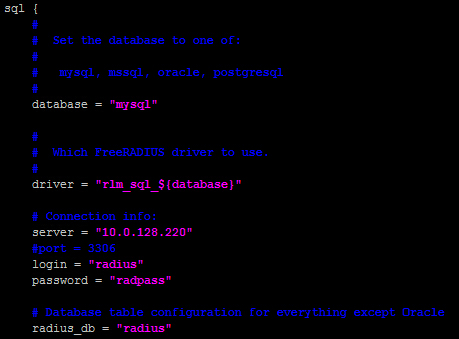 sql {
#
# Set the database to one of:
#
# mysql, mssql, oracle, postgresql
#
database = "mysql"
#
# Which FreeRADIUS driver to use.
#
driver = "rlm_sql_${database}"
# Connection info:
server = "10.0.128.220"
#port = 3306
login = "radius"
password = "radpass"
# Database table configuration for everything except Oracle
radius_db = "radius"